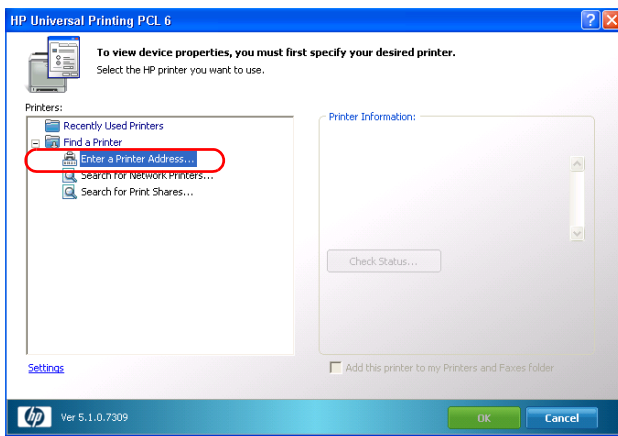 HP Universal Printing PCL 6
To view device properties, you must first specify your desired printer.
Select the HP printer you want to use.
Printers:
Recently Used Printers
Find a Printer
Enter a Printer Address...
Search for Network Printers...
Search for Print Shares...
Printer Information:
Check Status...
Settings
Add this printer to my Printers and Faxes folder
hp
Ver 5.1.0.7309
OK
Cancel